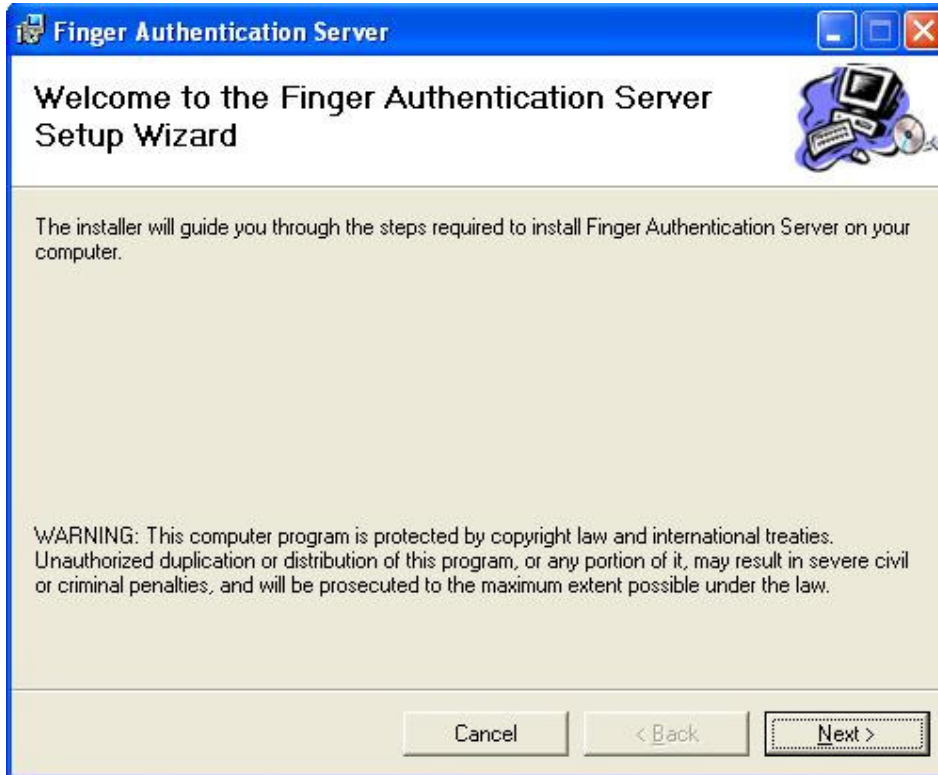 Finger Authentication Server
Welcome to the Finger Authentication Server
Setup Wizard
The installer will guide you through the steps required to install Finger Authentication Server on your
computer.
WARNING: This computer program is protected by copyright law and international treaties.
Unauthorized duplication or distribution of this program, or any portion of it, may result in severe civil
or criminal penalties, and will be prosecuted to the maximum extent possible under the law.
Cancel < Back Next >